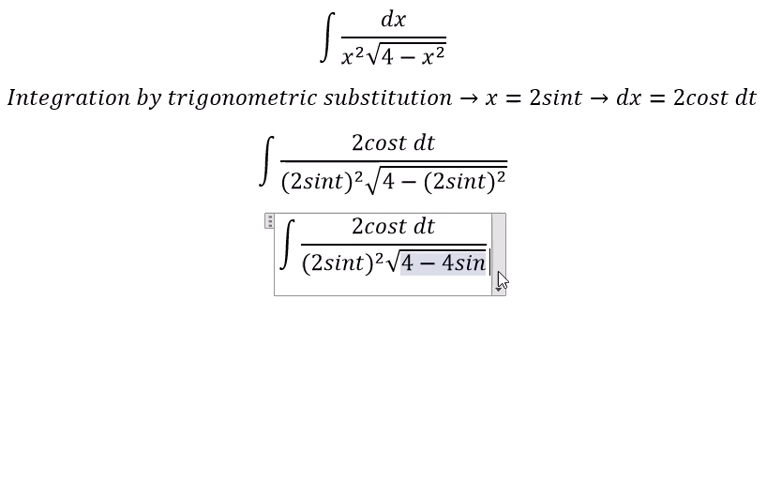 ∫ dx / x²√4 − x²
Integration by trigonometric substitution → x = 2sint → dx = 2cost dt
∫ 2cost dt / (2sint)²√4 − (2sint)²
∫ 2cost dt / (2sint)²√4 − 4sin